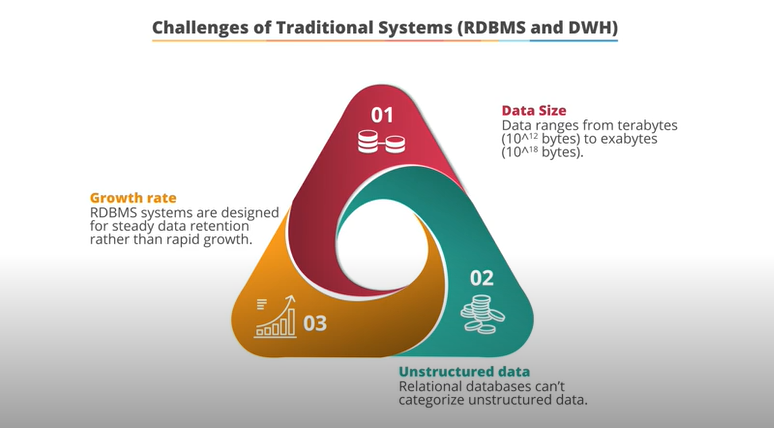 Challenges of Traditional Systems (RDBMS and DWH)
01
Data Size
Data ranges from terabytes
(10^¹² bytes) to exabytes
(10^¹⁸ bytes).
02
Unstructured data
Relational databases can't
categorize unstructured data.
03
Growth rate
RDBMS systems are designed
for steady data retention
rather than rapid growth.